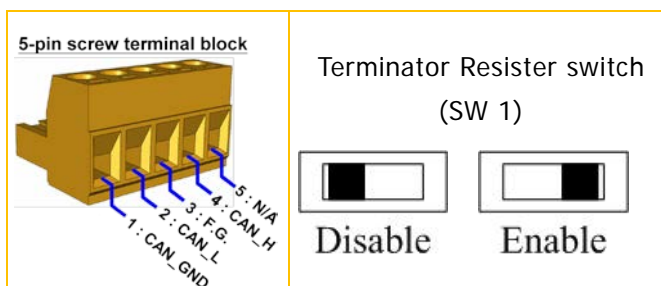 5-pin screw terminal block
1 : CAN_GND
2 : CAN_L
3 : F.G.
4 : CAN_H
5 : N/A
Terminator Resister switch
(SW 1)
Disable Enable